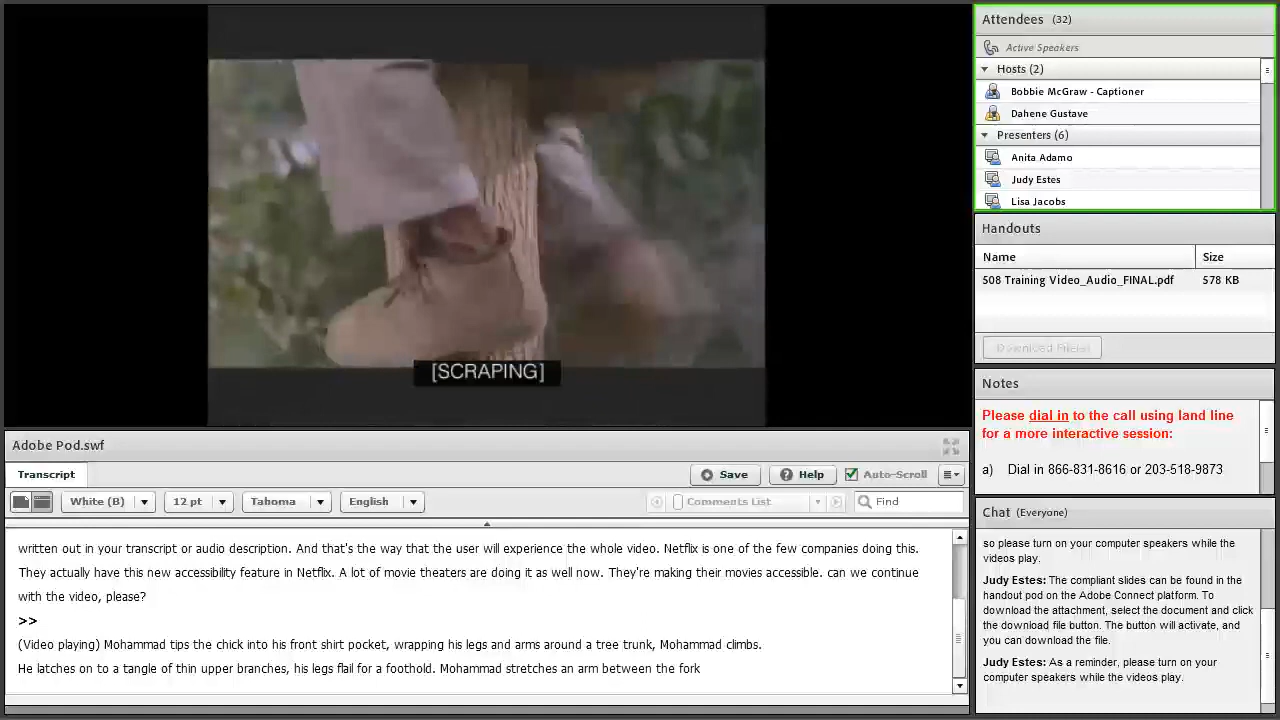 [SCRAPING]
Attendees (32)
Active Speakers
Hosts (2)
Bobbie McGraw - Captioner
Dahene Gustave
Presenters (6)
Anita Adamo
Judy Estes
Lisa Jacobs
Handouts
Name Size
508 Training Video_Audio_FINAL.pdf 578 KB
Download File(s)
Notes
Please dial in to the call using land line
for a more interactive session:
a) Dial in 866-831-8616 or 203-518-9873
Chat (Everyone)
so please turn on your computer speakers while the
videos play.
Judy Estes: The compliant slides can be found in the
handout pod on the Adobe Connect platform. To
download the attachment, select the document and click
the download file button. The button will activate, and
you can download the file.
Judy Estes: As a reminder, please turn on your
computer speakers while the videos play.
Adobe Pod.swf
Transcript Save Help Auto-Scroll
White (B) 12 pt Tahoma English Comments List Find
written out in your transcript or audio description. And that's the way that the user will experience the whole video. Netflix is one of the few companies doing this.
They actually have this new accessibility feature in Netflix. A lot of movie theaters are doing it as well now. They're making their movies accessible. can we continue
with the video, please?
>>
(Video playing) Mohammad tips the chick into his front shirt pocket, wrapping his legs and arms around a tree trunk, Mohammad climbs.
He latches on to a tangle of thin upper branches, his legs flail for a foothold. Mohammad stretches an arm between the fork